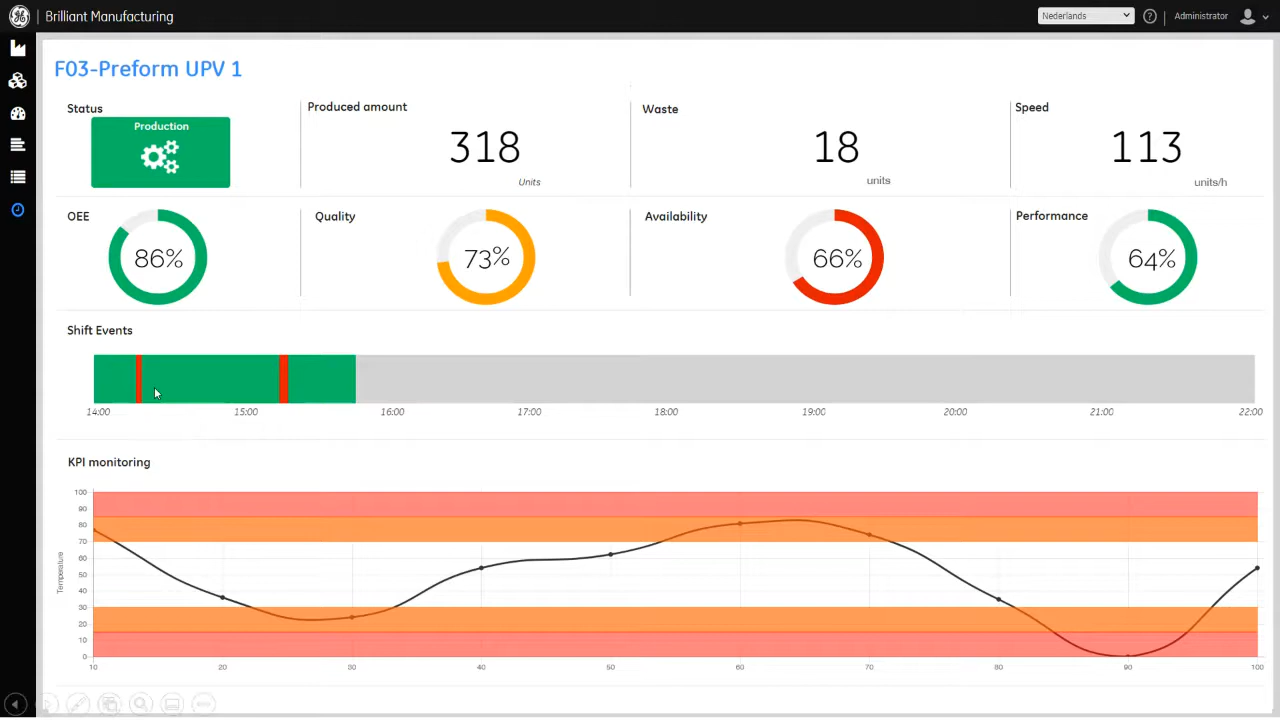 Brilliant Manufacturing
Nederlands
Administrator
F03-Preform UPV 1
Status
Production
Produced amount
318
Units
Waste
18
units
Speed
113
units/h
OEE
86%
Quality
73%
Availability
66%
Performance
64%
Shift Events
14:00 15:00 16:00 17:00 18:00 19:00 20:00 21:00 22:00
KPI monitoring
100
90
80
70
60
50
40
30
20
10
0
Temperature
10 20 30 40 50 60 70 80 90 100